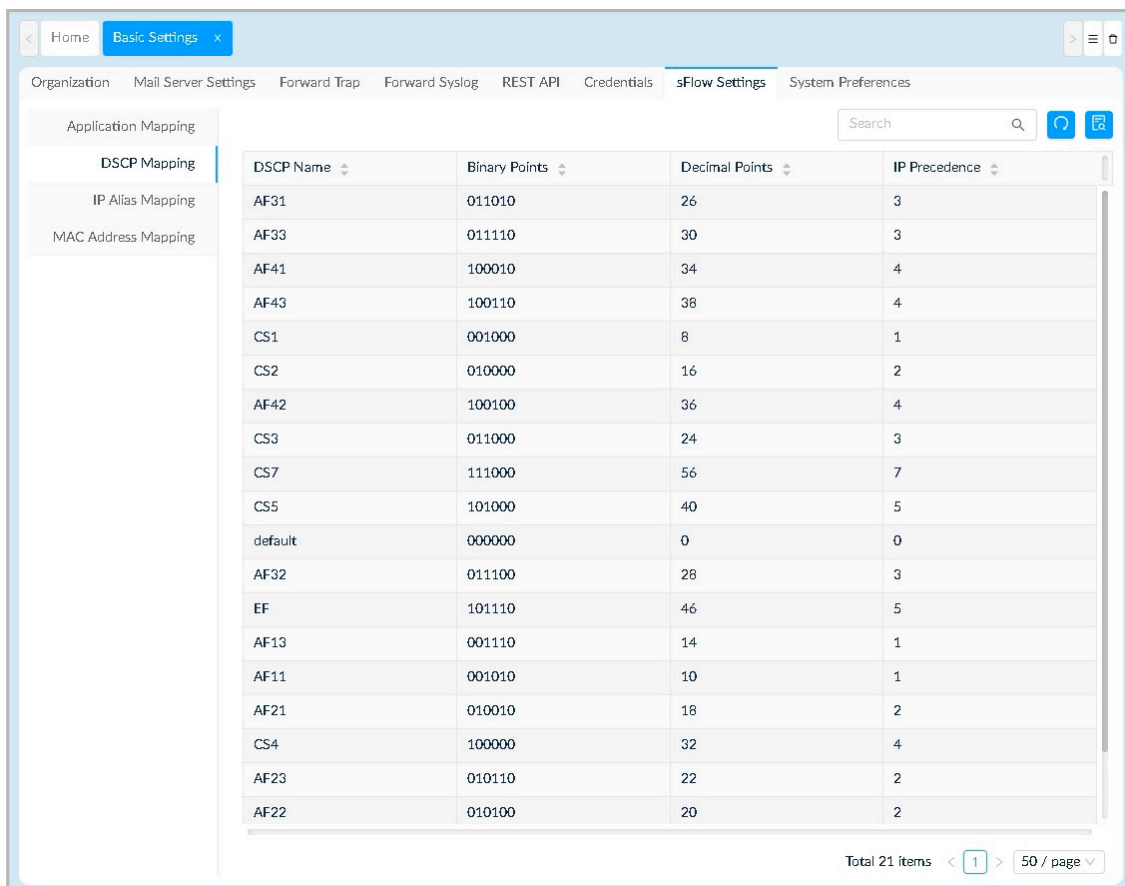 Home Basic Settings x
Organization Mail Server Settings Forward Trap Forward Syslog REST API Credentials sFlow Settings System Preferences
Application Mapping
DSCP Mapping
IP Alias Mapping
MAC Address Mapping
Search
DSCP Name Binary Points Decimal Points IP Precedence
AF31 011010 26 3
AF33 011110 30 3
AF41 100010 34 4
AF43 100110 38 4
CS1 001000 8 1
CS2 010000 16 2
AF42 100100 36 4
CS3 011000 24 3
CS7 111000 56 7
CS5 101000 40 5
default 000000 0 0
AF32 011100 28 3
EF 101110 46 5
AF13 001110 14 1
AF11 001010 10 1
AF21 010010 18 2
CS4 100000 32 4
AF23 010110 22 2
AF22 010100 20 2
Total 21 items < 1 > 50 / page